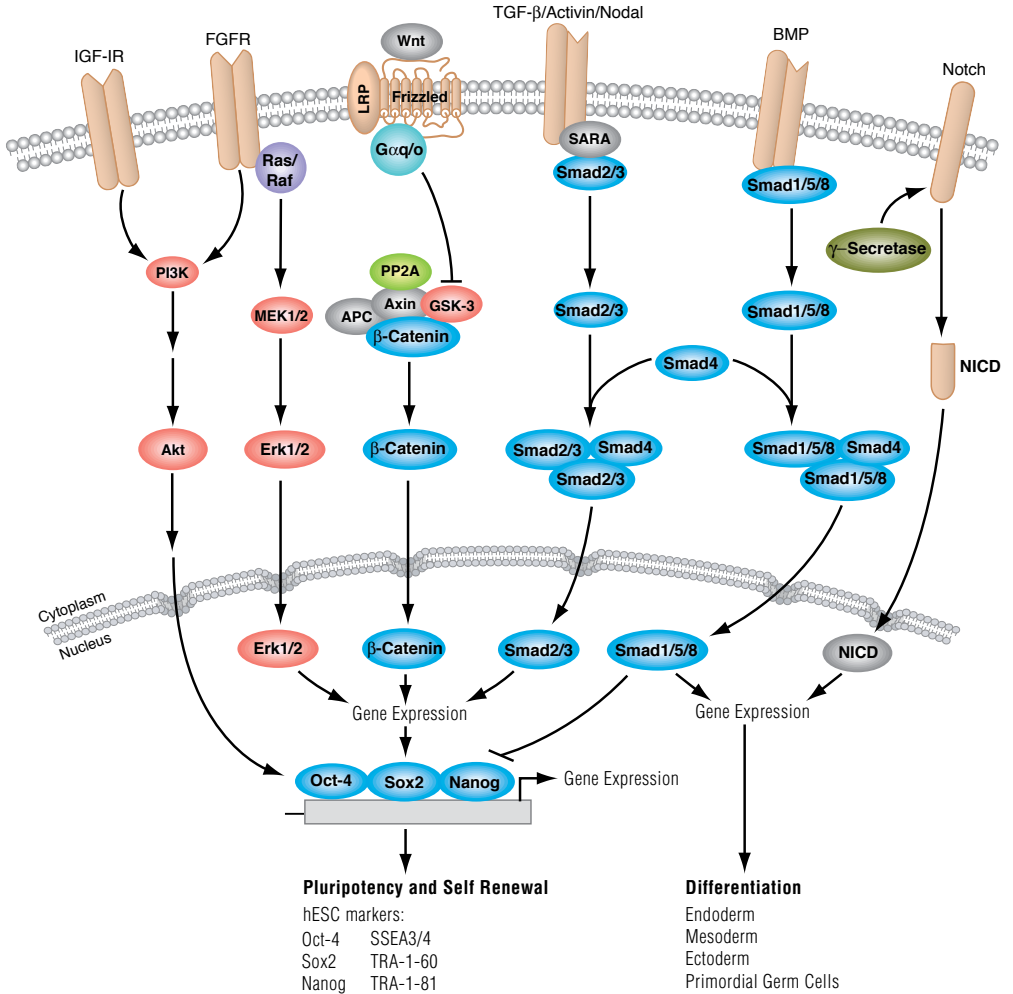 TGF-β/Activin/Nodal
IGF-IR
FGFR
Wnt
BMP
Notch
LRP
Frizzled
Gαq/o
SARA
Ras/
Raf
Smad2/3
Smad1/5/8
γ–Secretase
PI3K
PP2A
MEK1/2
APC
Axin
GSK-3
β-Catenin
Smad2/3
Smad1/5/8
Smad4
NICD
Akt
Erk1/2
β-Catenin
Smad2/3
Smad4
Smad2/3
Smad1/5/8
Smad4
Smad1/5/8
Cytoplasm
Nucleus
Erk1/2
β-Catenin
Smad2/3
Smad1/5/8
NICD
Gene Expression
Gene Expression
Oct-4
Sox2
Nanog
Gene Expression
Pluripotency and Self Renewal
hESC markers:
Oct-4 SSEA3/4
Sox2 TRA-1-60
Nanog TRA-1-81
Differentiation
Endoderm
Mesoderm
Ectoderm
Primordial Germ Cells